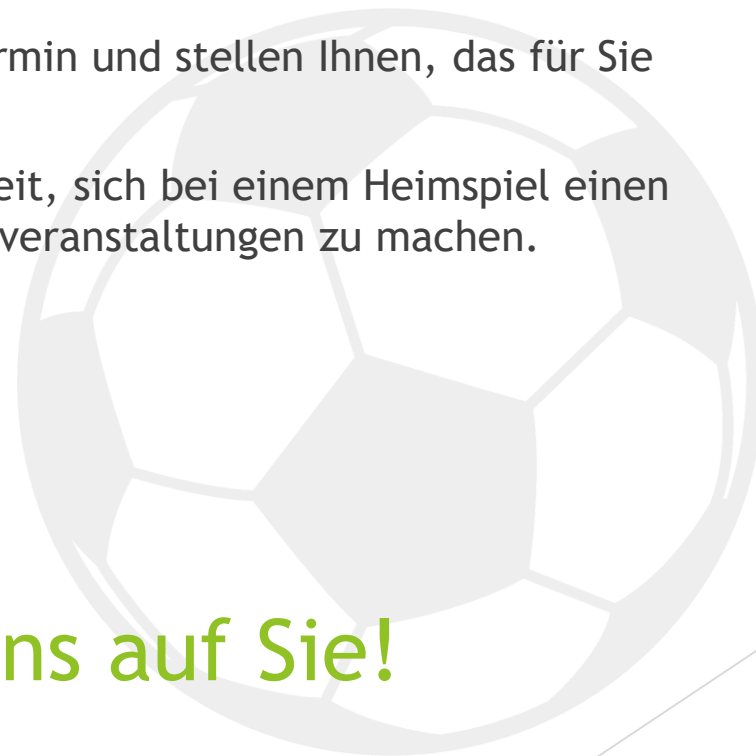 rmin und stellen Ihnen, das für Sie
eit, sich bei einem Heimspiel einen
veranstaltungen zu machen.
ns auf Sie!